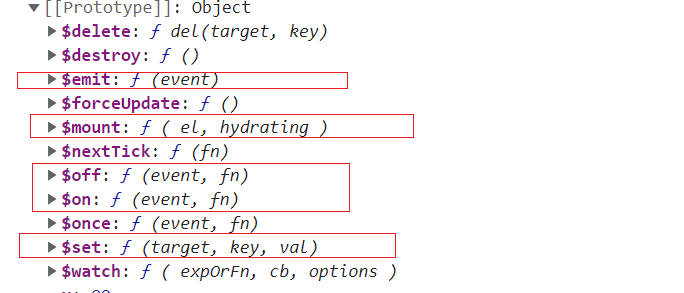 [[Prototype]]: Object
$delete: ƒ del(target, key)
$destroy: ƒ ()
$emit: ƒ (event)
$forceUpdate: ƒ ()
$mount: ƒ ( el, hydrating )
$nextTick: ƒ (fn)
$off: ƒ (event, fn)
$on: ƒ (event, fn)
$once: ƒ (event, fn)
$set: ƒ (target, key, val)
$watch: ƒ ( expOrFn, cb, options )